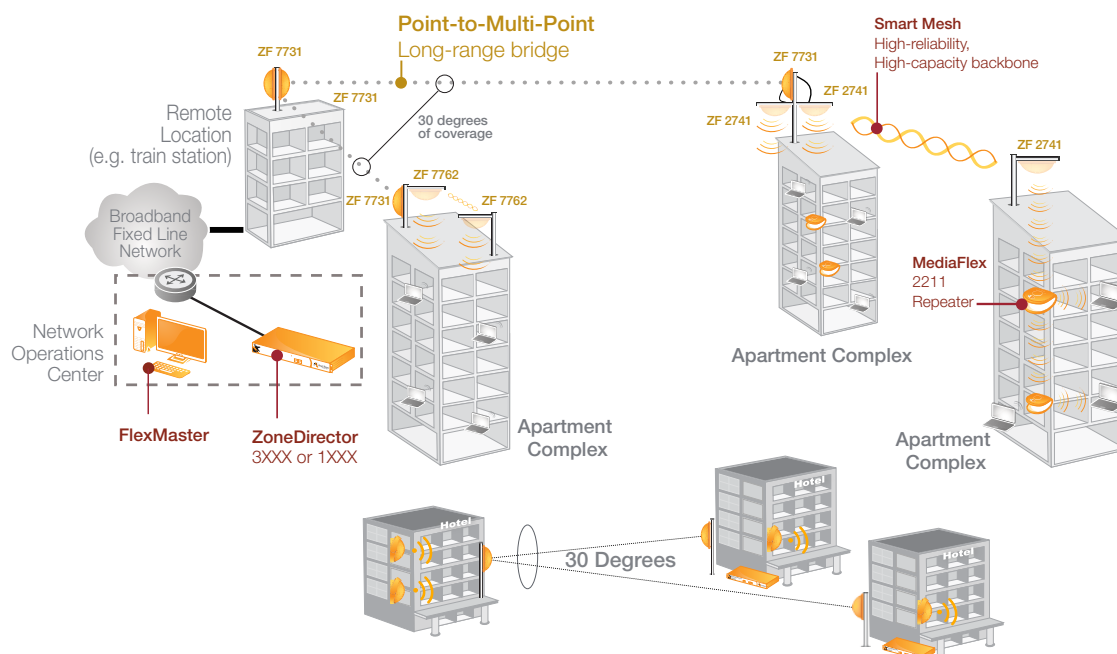 Point-to-Multi-Point
Long-range bridge
ZF 7731
ZF 7731
30 degrees
of coverage
Remote
Location
(e.g. train station)
Broadband
Fixed Line
Network
Network
Operations
Center
FlexMaster
ZoneDirector
3XXX or 1XXX
ZF 7762
ZF 7731
ZF 7762
Apartment
Complex
ZF 7731
ZF 2741
ZF 2741
Smart Mesh
High-reliability,
High-capacity backbone
ZF 2741
MediaFlex
2211
Repeater
Apartment Complex
Apartment
Complex
Hotel
30 Degrees
Hotel
Hotel